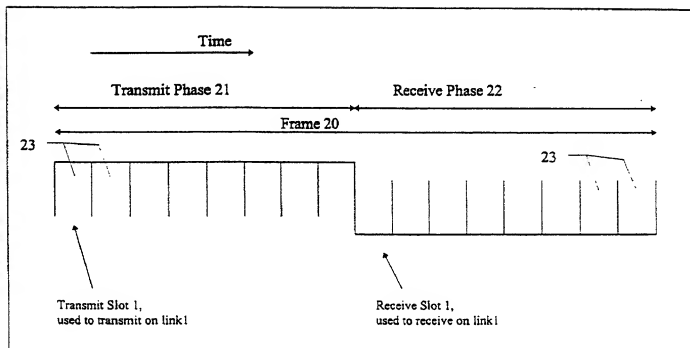 Time
Transmit Phase 21
Receive Phase 22
Frame 20
23
23
Transmit Slot 1,
used to transmit on link1
Receive Slot 1,
used to receive on link1